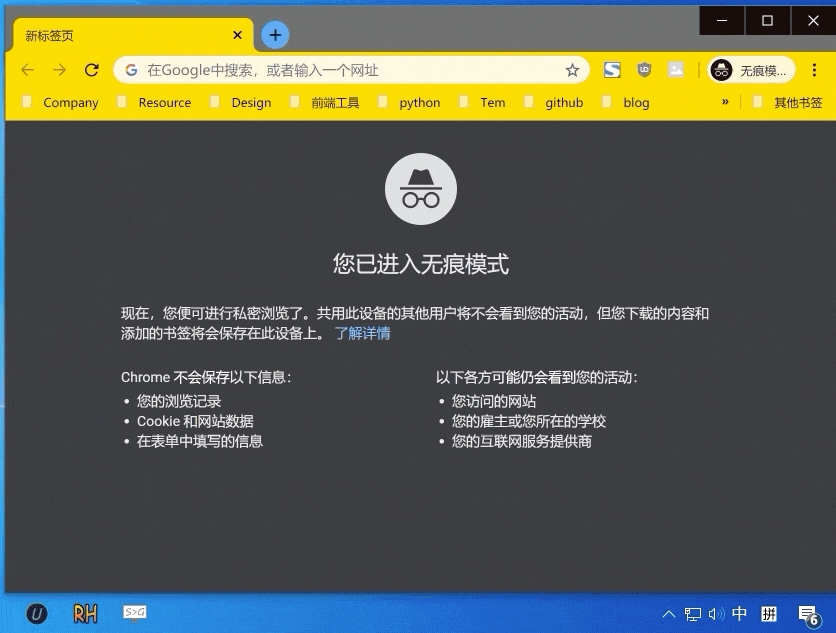 新标签页
在Google中搜索，或者输入一个网址
无痕模...
Company Resource Design 前端工具 python Tem github blog » 其他书签
您已进入无痕模式
现在，您便可进行私密浏览了。共用此设备的其他用户将不会看到您的活动，但您下载的内容和
添加的书签将会保存在此设备上。 了解详情
Chrome 不会保存以下信息：
• 您的浏览记录
• Cookie 和网站数据
• 在表单中填写的信息
以下各方可能仍会看到您的活动：
• 您访问的网站
• 您的雇主或您所在的学校
• 您的互联网服务提供商
U RH S>G 中 拼 6